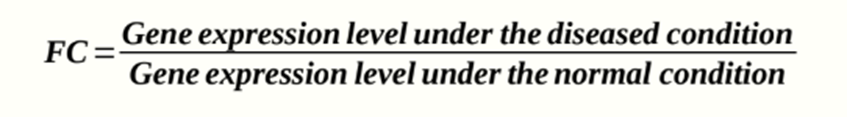 FC = Gene expression level under the diseased condition
Gene expression level under the normal condition